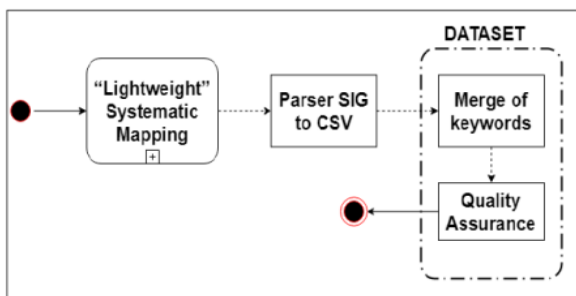 DATASET
“Lightweight”
Systematic
Mapping
+
Parser SIG
to CSV
Merge of
keywords
Quality
Assurance